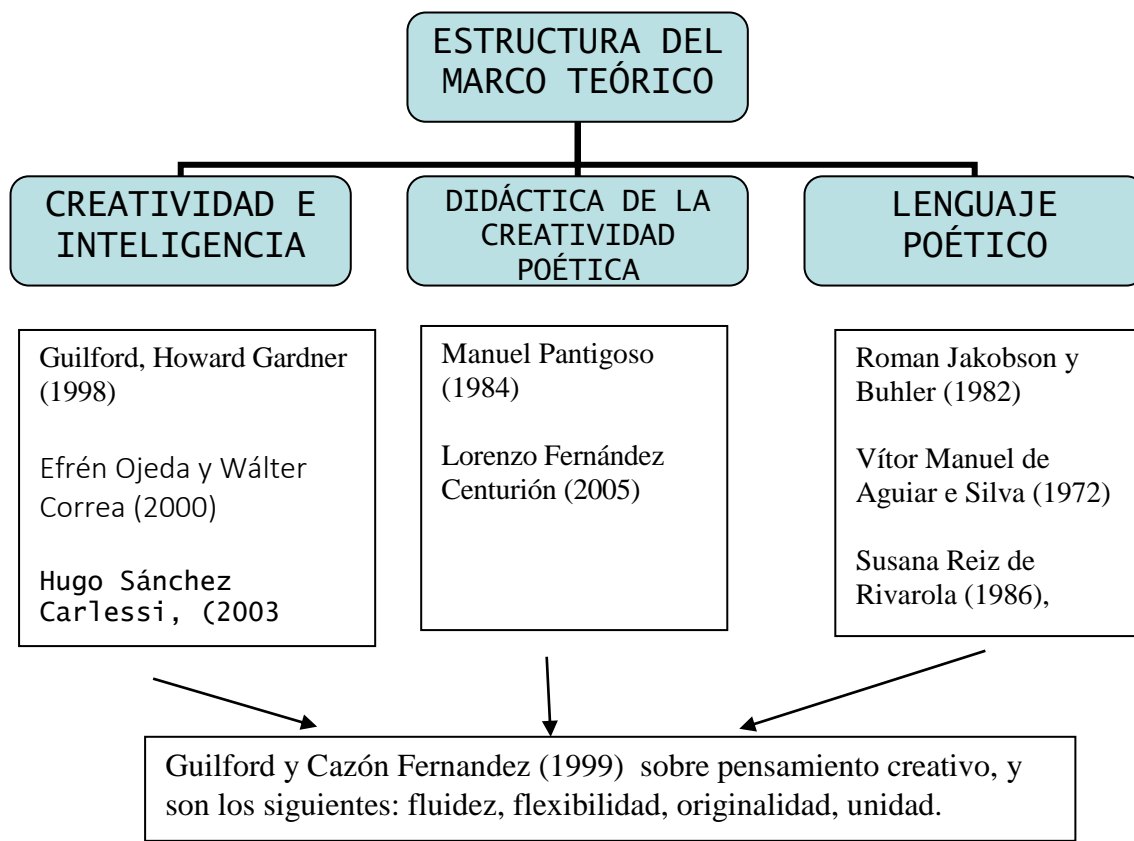 ESTRUCTURA DEL
MARCO TEÓRICO
CREATIVIDAD E
INTELIGENCIA
DIDÁCTICA DE LA
CREATIVIDAD
POÉTICA
LENGUAJE
POÉTICO
Guilford, Howard Gardner
(1998)
Efrén Ojeda y Wálter
Correa (2000)
Hugo Sánchez
Carlessi, (2003
Manuel Pantigoso
(1984)
Lorenzo Fernández
Centurión (2005)
Roman Jakobson y
Buhler (1982)
Vítor Manuel de
Aguiar e Silva (1972)
Susana Reiz de
Rivarola (1986),
Guilford y Cazón Fernandez (1999) sobre pensamiento creativo, y
son los siguientes: fluidez, flexibilidad, originalidad, unidad.